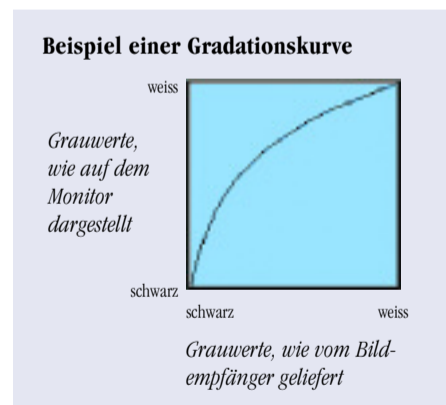 Beispiel einer Gradationskurve
weiss
Grauwerte,
wie auf dem
Monitor
dargestellt
schwarz
schwarz weiss
Grauwerte, wie vom Bild-
empfänger geliefert